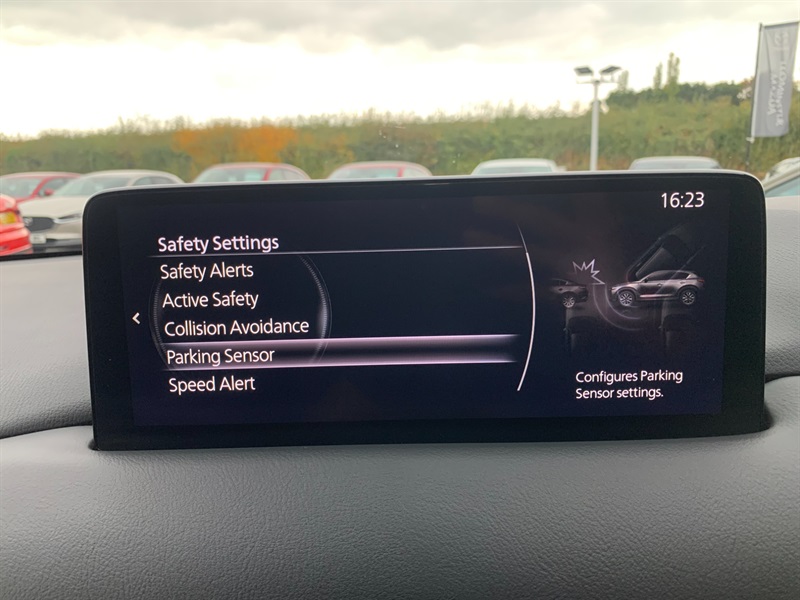 16:23
Safety Settings
Safety Alerts
Active Safety
Collision Avoidance
Parking Sensor
Speed Alert
Configures Parking
Sensor settings.